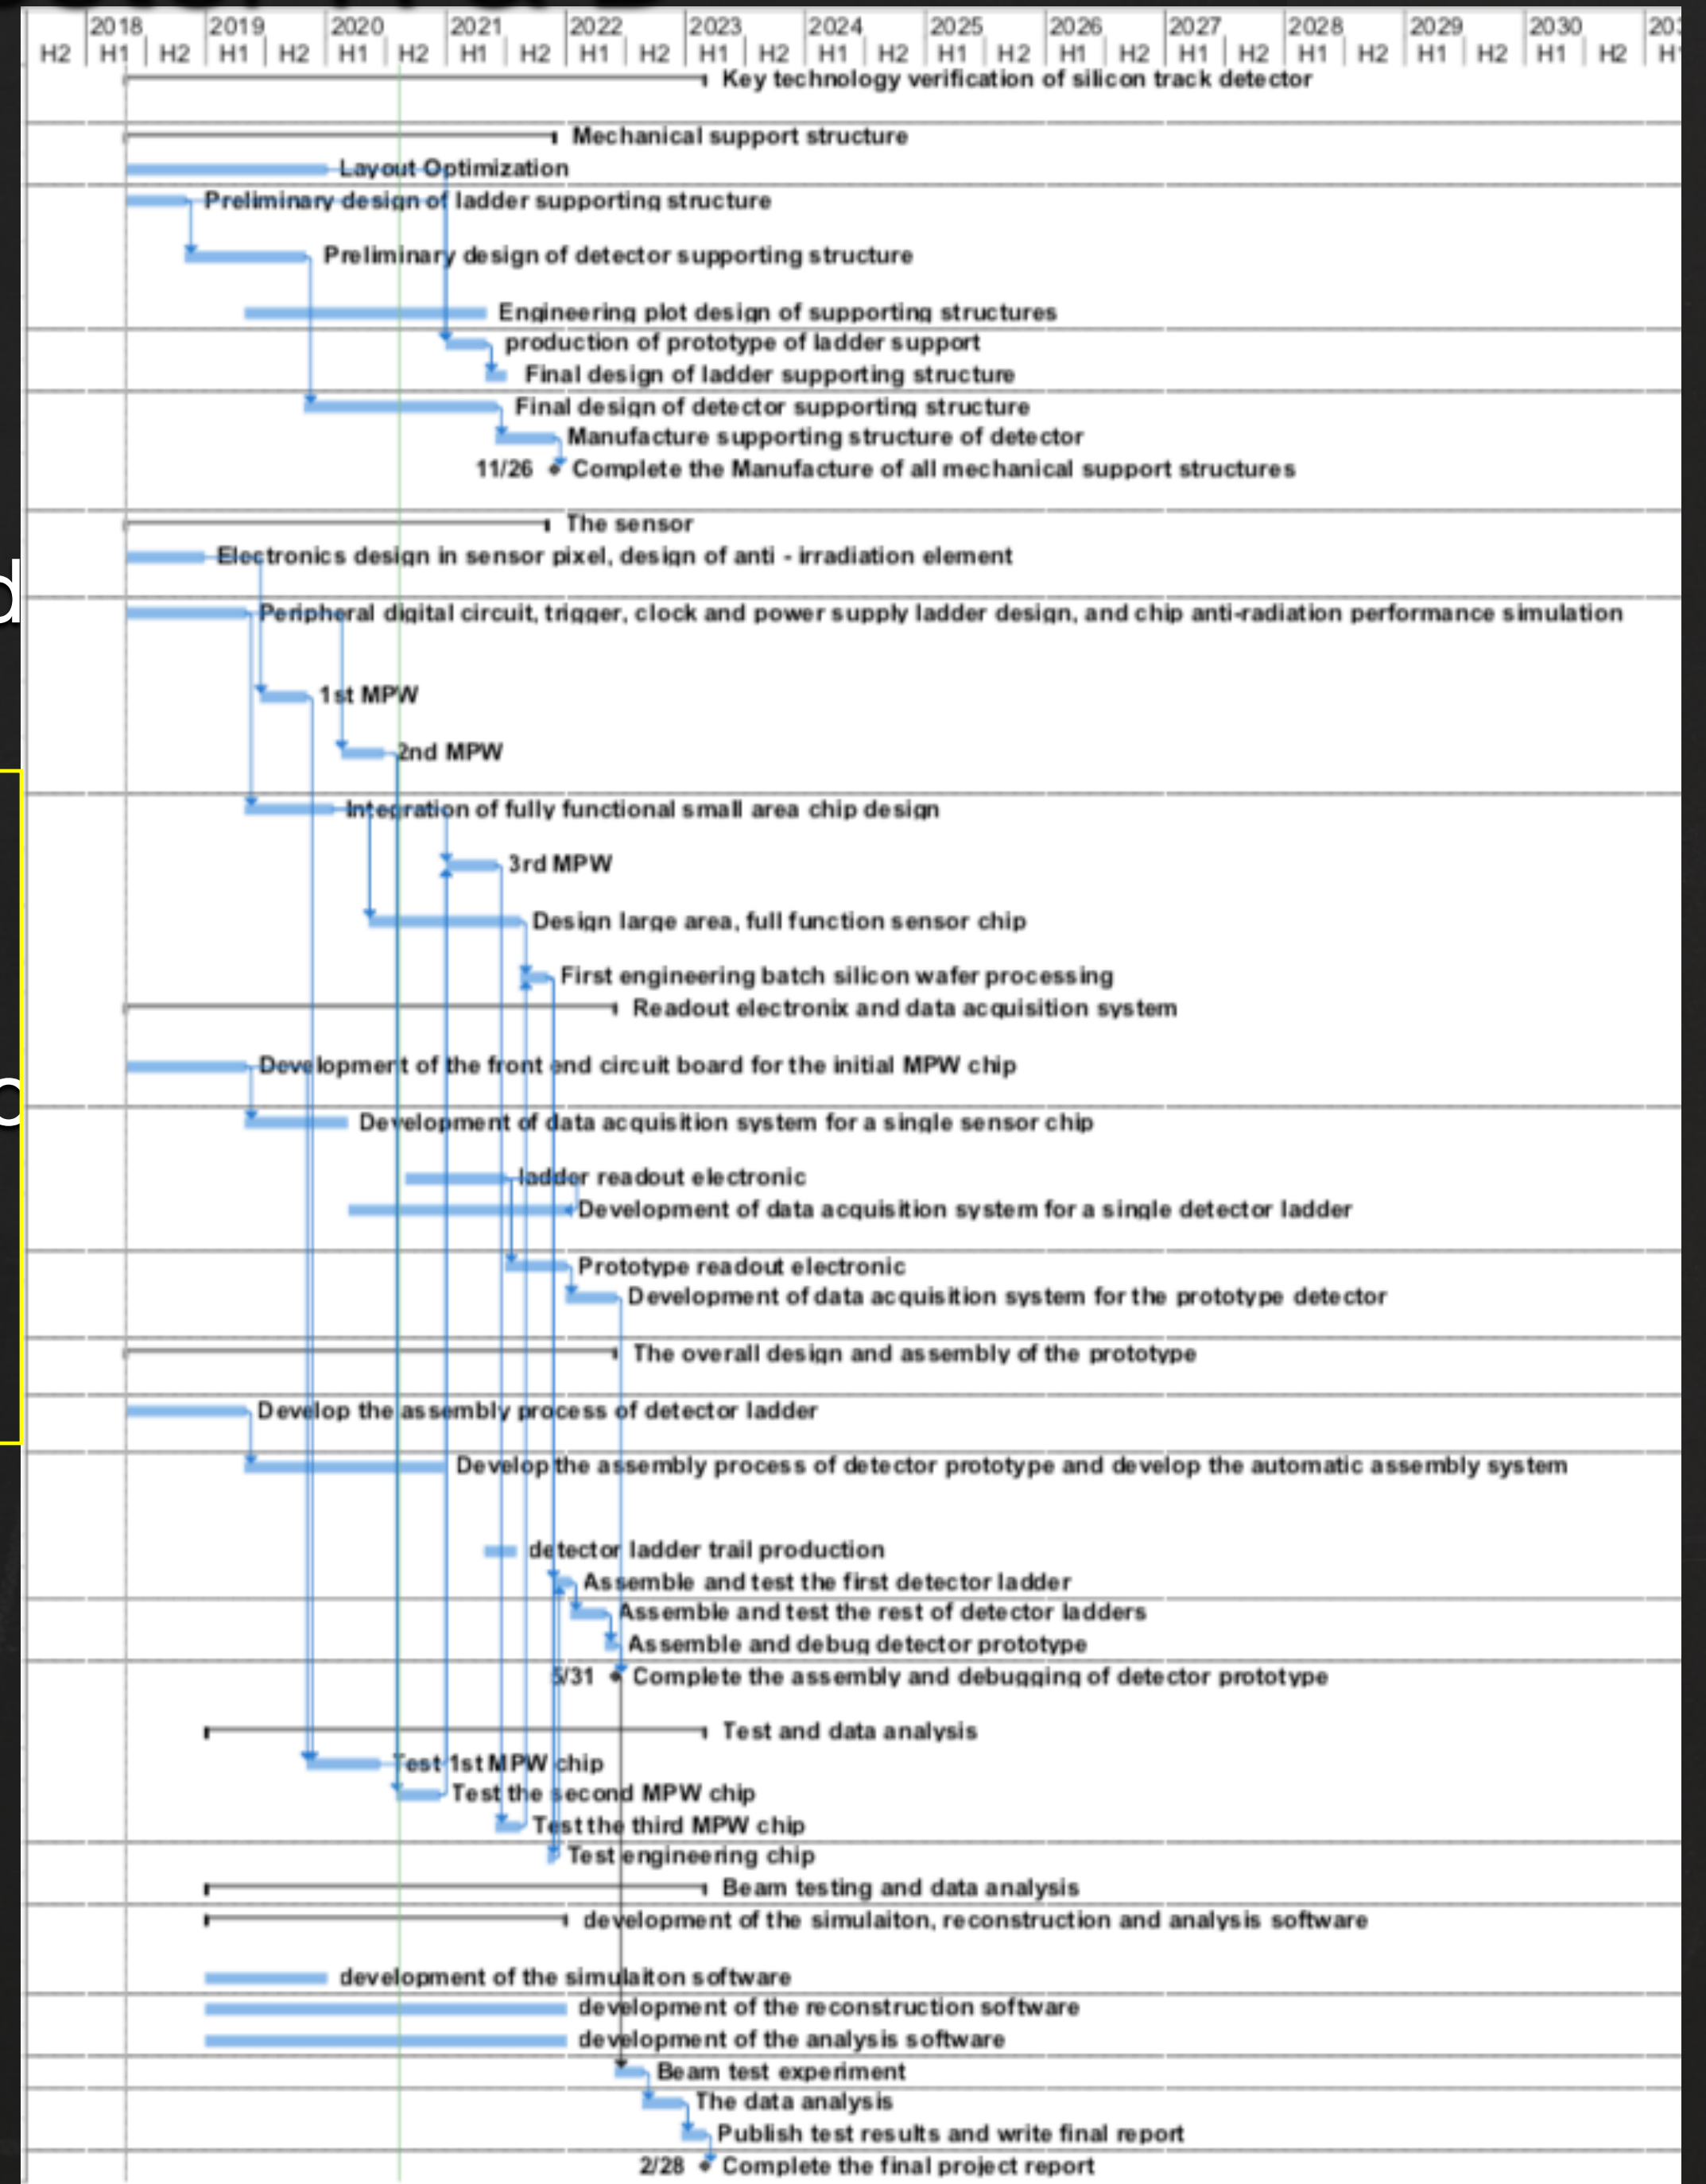 2018 2019 2020 2021 2022 2023 2024 2025 2026 2027 2028 2029 2030
H2 H1 H2 H1 H2 H1 H2 H1 H2 H1 H2 H1 H2 H1 H2 H1 H2 H1 H2 H1 H2 H1 H2 H1 H2 H1 H2
Key technology verification of silicon track detector
Mechanical support structure
Layout Optimization
Preliminary design of ladder supporting structure
Preliminary design of detector supporting structure
Engineering plot design of supporting structures
production of prototype of ladder support
Final design of ladder supporting structure
Final design of detector supporting structure
Manufacture supporting structure of detector
11/26 Complete the Manufacture of all mechanical support structures
The sensor
Electronics design in sensor pixel, design of anti - irradiation element
Peripheral digital circuit, trigger, clock and power supply ladder design, and chip anti-radiation performance simulation
1st MPW
2nd MPW
Integration of fully functional small area chip design
3rd MPW
Design large area, full function sensor chip
First engineering batch silicon wafer processing
Readout electronix and data acquisition system
Development of the front end circuit board for the initial MPW chip
Development of data acquisition system for a single sensor chip
ladder readout electronic
Development of data acquisition system for a single detector ladder
Prototype readout electronic
Development of data acquisition system for the prototype detector
The overall design and assembly of the prototype
Develop the assembly process of detector ladder
Develop the assembly process of detector prototype and develop the automatic assembly system
detector ladder trail production
Assemble and test the first detector ladder
Assemble and test the rest of detector ladders
Assemble and debug detector prototype
5/31 Complete the assembly and debugging of detector prototype
Test and data analysis
Test 1st MPW chip
Test the second MPW chip
Test the third MPW chip
Test engineering chip
Beam testing and data analysis
development of the simulaiton, reconstruction and analysis software
development of the simulaiton software
development of the reconstruction software
development of the analysis software
Beam test experiment
The data analysis
Publish test results and write final report
2/28 Complete the final project report